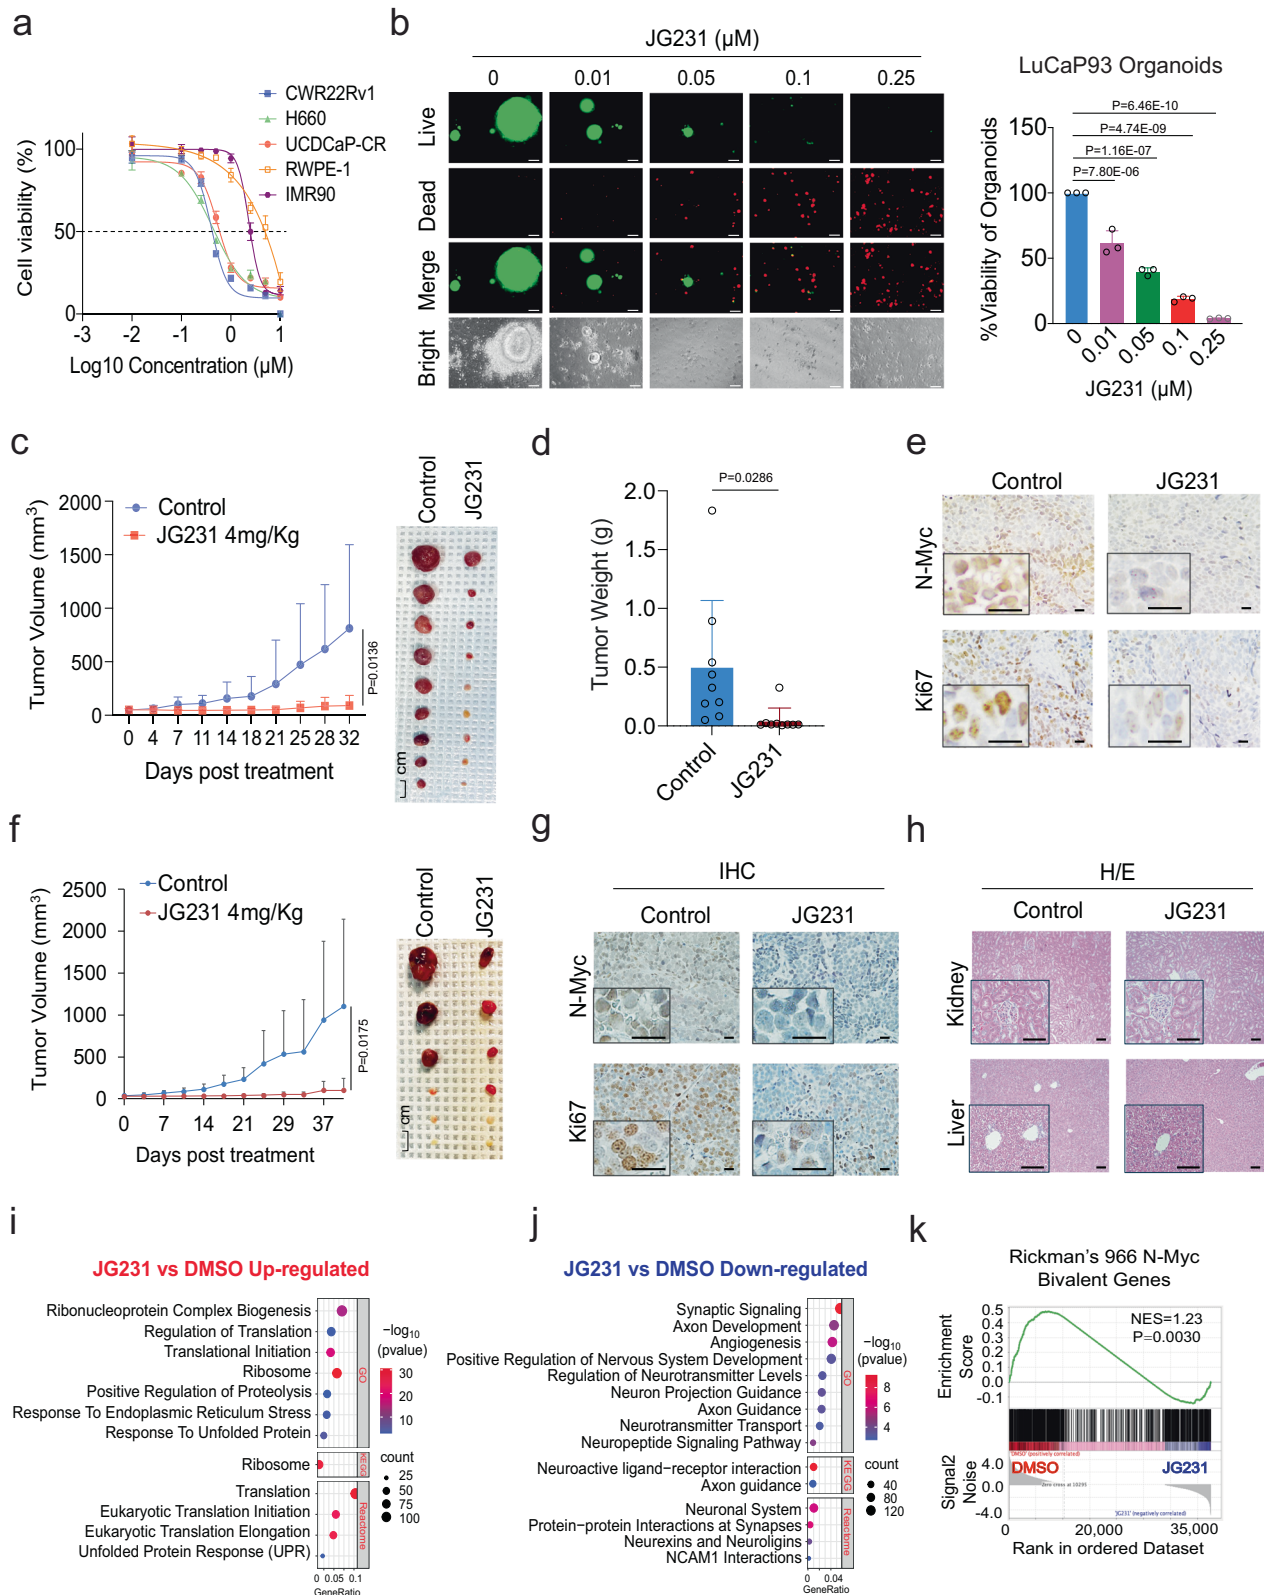 a
CWR22Rv1
H660
UCDCaP-CR
RWPE-1
IMR90
Cell viability (%)
100
50
0
-3 -2 -1 0 1
Log10 Concentration (µM)
b
JG231 (µM)
0 0.01 0.05 0.1 0.25
Live
Dead
Merge
Bright
LuCaP93 Organoids
P=6.46E-10
P=4.74E-09
P=1.16E-07
P=7.80E-06
%Viability of Organoids
150
100
50
0
0 0.01 0.05 0.1 0.25
JG231 (µM)
c
Control
JG231 4mg/Kg
Tumor Volume (mm3)
2000
1500
1000
500
0
0 4 7 11 14 18 21 25 28 32
Days post treatment
P=0.0136
Control JG231
cm
d
P=0.0286
Tumor Weight (g)
2.0
1.5
1.0
0.5
0.0
Control JG231
e
Control JG231
N-Myc
Ki67
f
Control
JG231 4mg/Kg
Tumor Volume (mm3)
2500
2000
1500
1000
500
0
0 7 14 21 29 37
Days post treatment
P=0.0175
Control JG231
cm
g
IHC
Control JG231
N-Myc
Ki67
h
H/E
Control JG231
Kidney
Liver
i
JG231 vs DMSO Up-regulated
Ribonucleoprotein Complex Biogenesis
Regulation of Translation
Translational Initiation
Ribosome
Positive Regulation of Proteolysis
Response To Endoplasmic Reticulum Stress
Response To Unfolded Protein
GO
Ribosome
KEGG
Translation
Eukaryotic Translation Initiation
Eukaryotic Translation Elongation
Unfolded Protein Response (UPR)
Reactome
0 0.05 0.1
GeneRatio
−log10
(pvalue)
30
20
10
count
25
50
75
100
j
JG231 vs DMSO Down-regulated
Synaptic Signaling
Axon Development
Angiogenesis
Positive Regulation of Nervous System Development
Regulation of Neurotransmitter Levels
Neuron Projection Guidance
Axon Guidance
Neurotransmitter Transport
Neuropeptide Signaling Pathway
GO
Neuroactive ligand−receptor interaction
Axon guidance
KEGG
Neuronal System
Protein−protein Interactions at Synapses
Neurexins and Neuroligins
NCAM1 Interactions
Reactome
0 0.04
GeneRatio
−log10
(pvalue)
8
6
4
count
40
80
120
k
Rickman's 966 N-Myc
Bivalent Genes
NES=1.23
P=0.0030
Enrichment
Score
0.5
0.4
0.3
0.2
0.1
0.0
-0.1
'DMSO' (positively correlated)
DMSO JG231
Zero cross at 10295
'JG231' (negatively correlated)
Signal2
Noise
4.0
0.0
−4.0
0 20,000 35,000
Rank in ordered Dataset